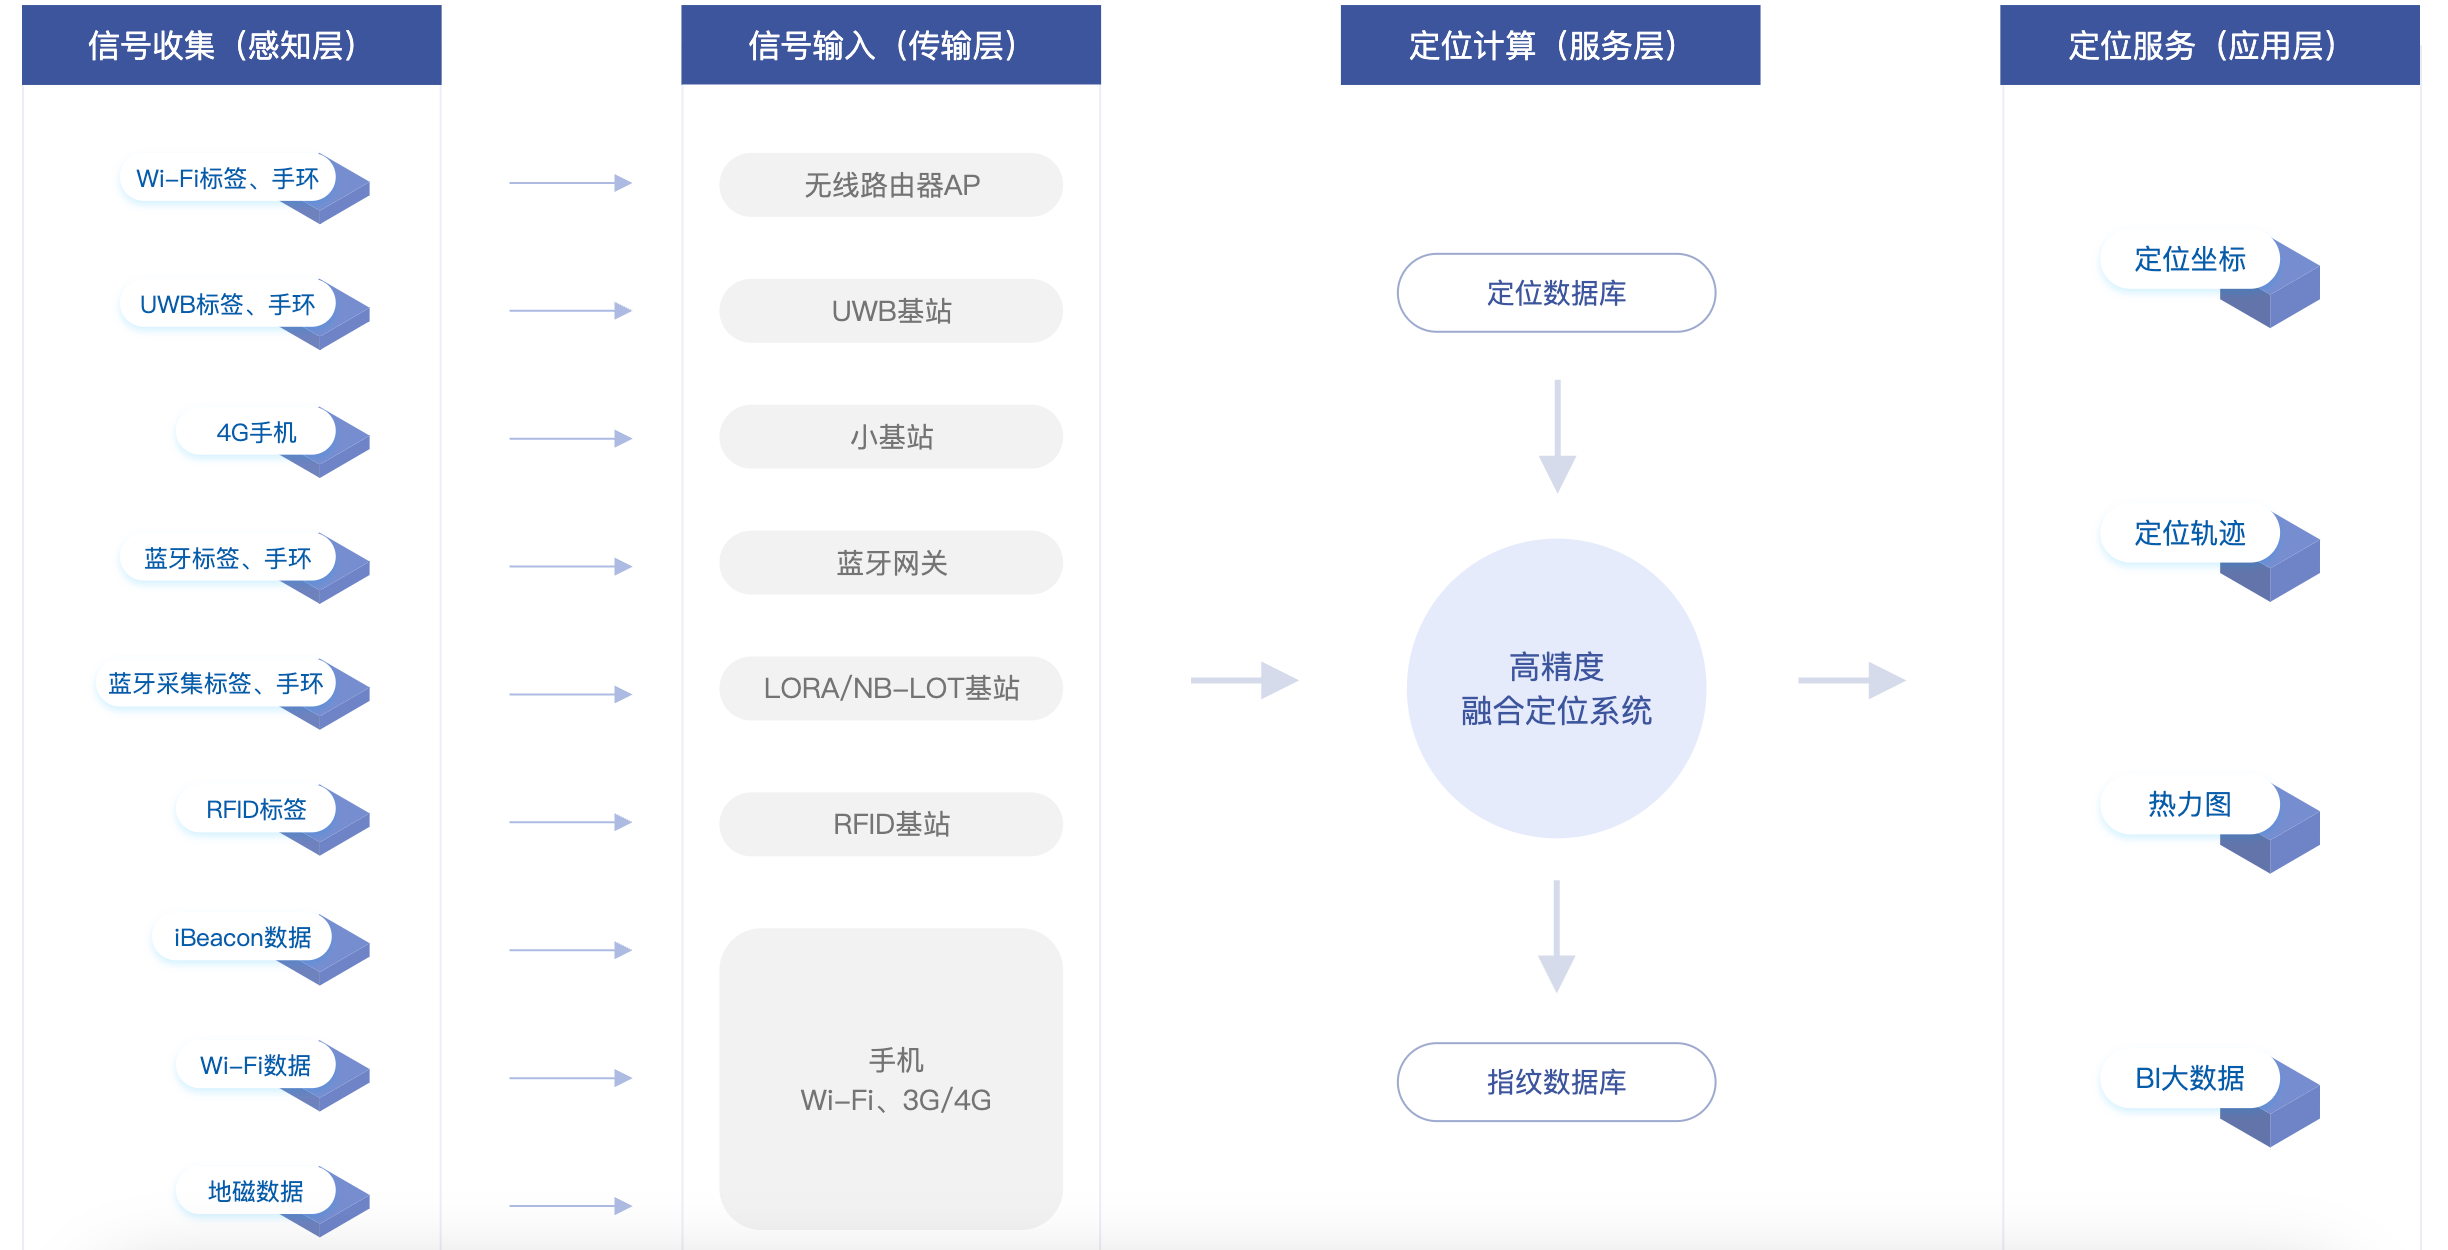 信号收集（感知层）
信号输入（传输层）
定位计算（服务层）
定位服务（应用层）
Wi-Fi标签、手环
UWB标签、手环
4G手机
蓝牙标签、手环
蓝牙采集标签、手环
RFID标签
iBeacon数据
Wi-Fi数据
地磁数据
无线路由器AP
UWB基站
小基站
蓝牙网关
LORA/NB-LOT基站
RFID基站
手机
Wi-Fi、3G/4G
定位数据库
高精度
融合定位系统
指纹数据库
定位坐标
定位轨迹
热力图
BI大数据